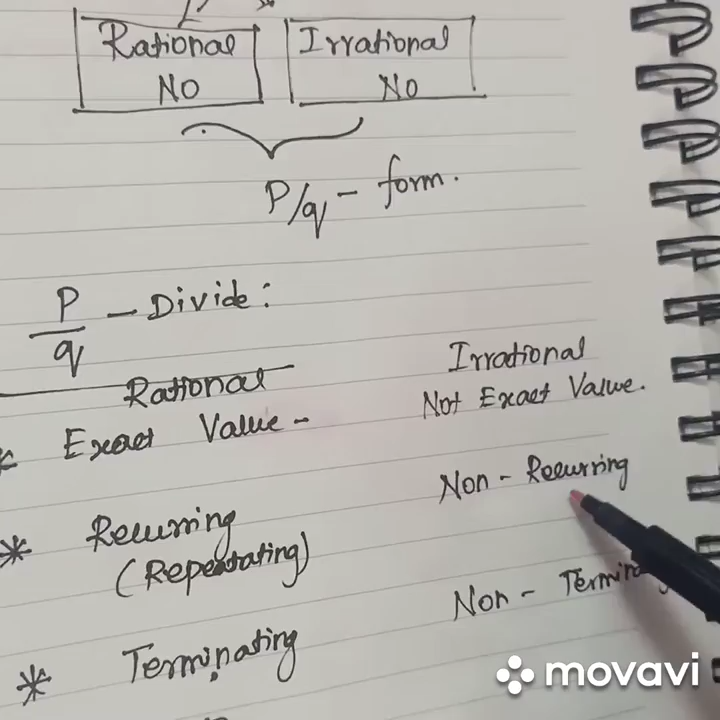 Rational
No
Irrational
No
P/q - form.
P
q
- Divide:
Rational
Irrational
* Exact Value -
Not Exact Value.
* Recurring
(Repeatating)
Non - Recurring
* Terminating
Non -
movavi